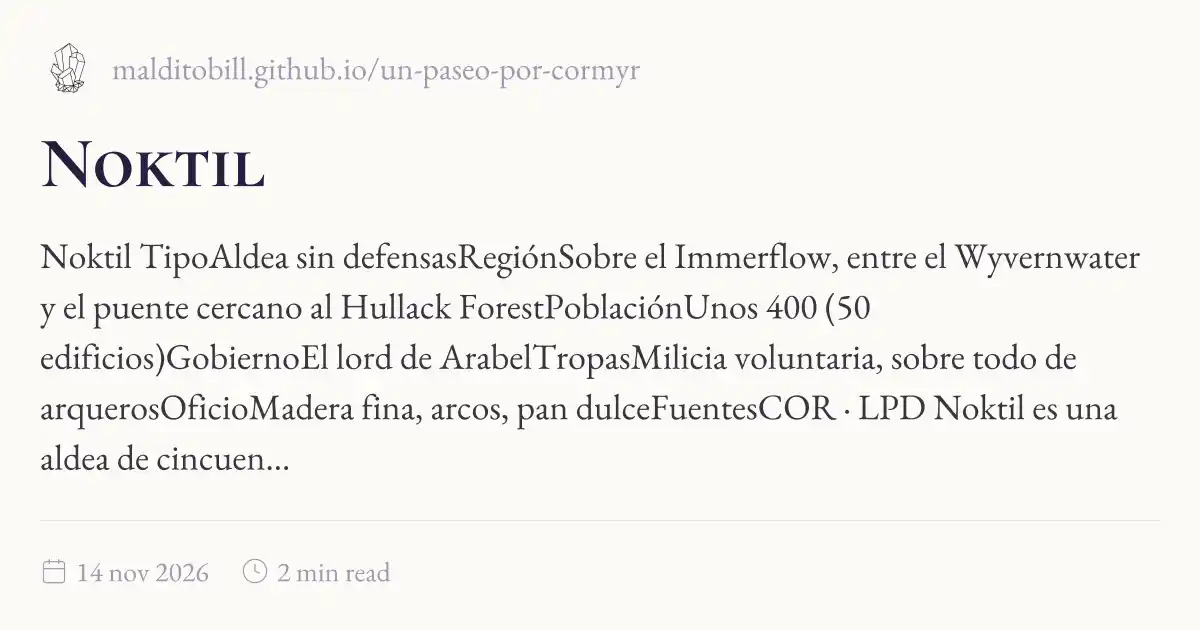 malditobill.github.io/un-paseo-por-cormyr
Noktil
Noktil TipoAldea sin defensasRegiónSobre el Immerflow, entre el Wyvernwater
y el puente cercano al Hullack ForestPoblaciónUnos 400 (50
edificios)GobiernoEl lord de ArabelTropasMilicia voluntaria, sobre todo de
arquerosOficioMadera fina, arcos, pan dulceFuentesCOR · LPD Noktil es una
aldea de cincuen...
14 nov 2026 2 min read